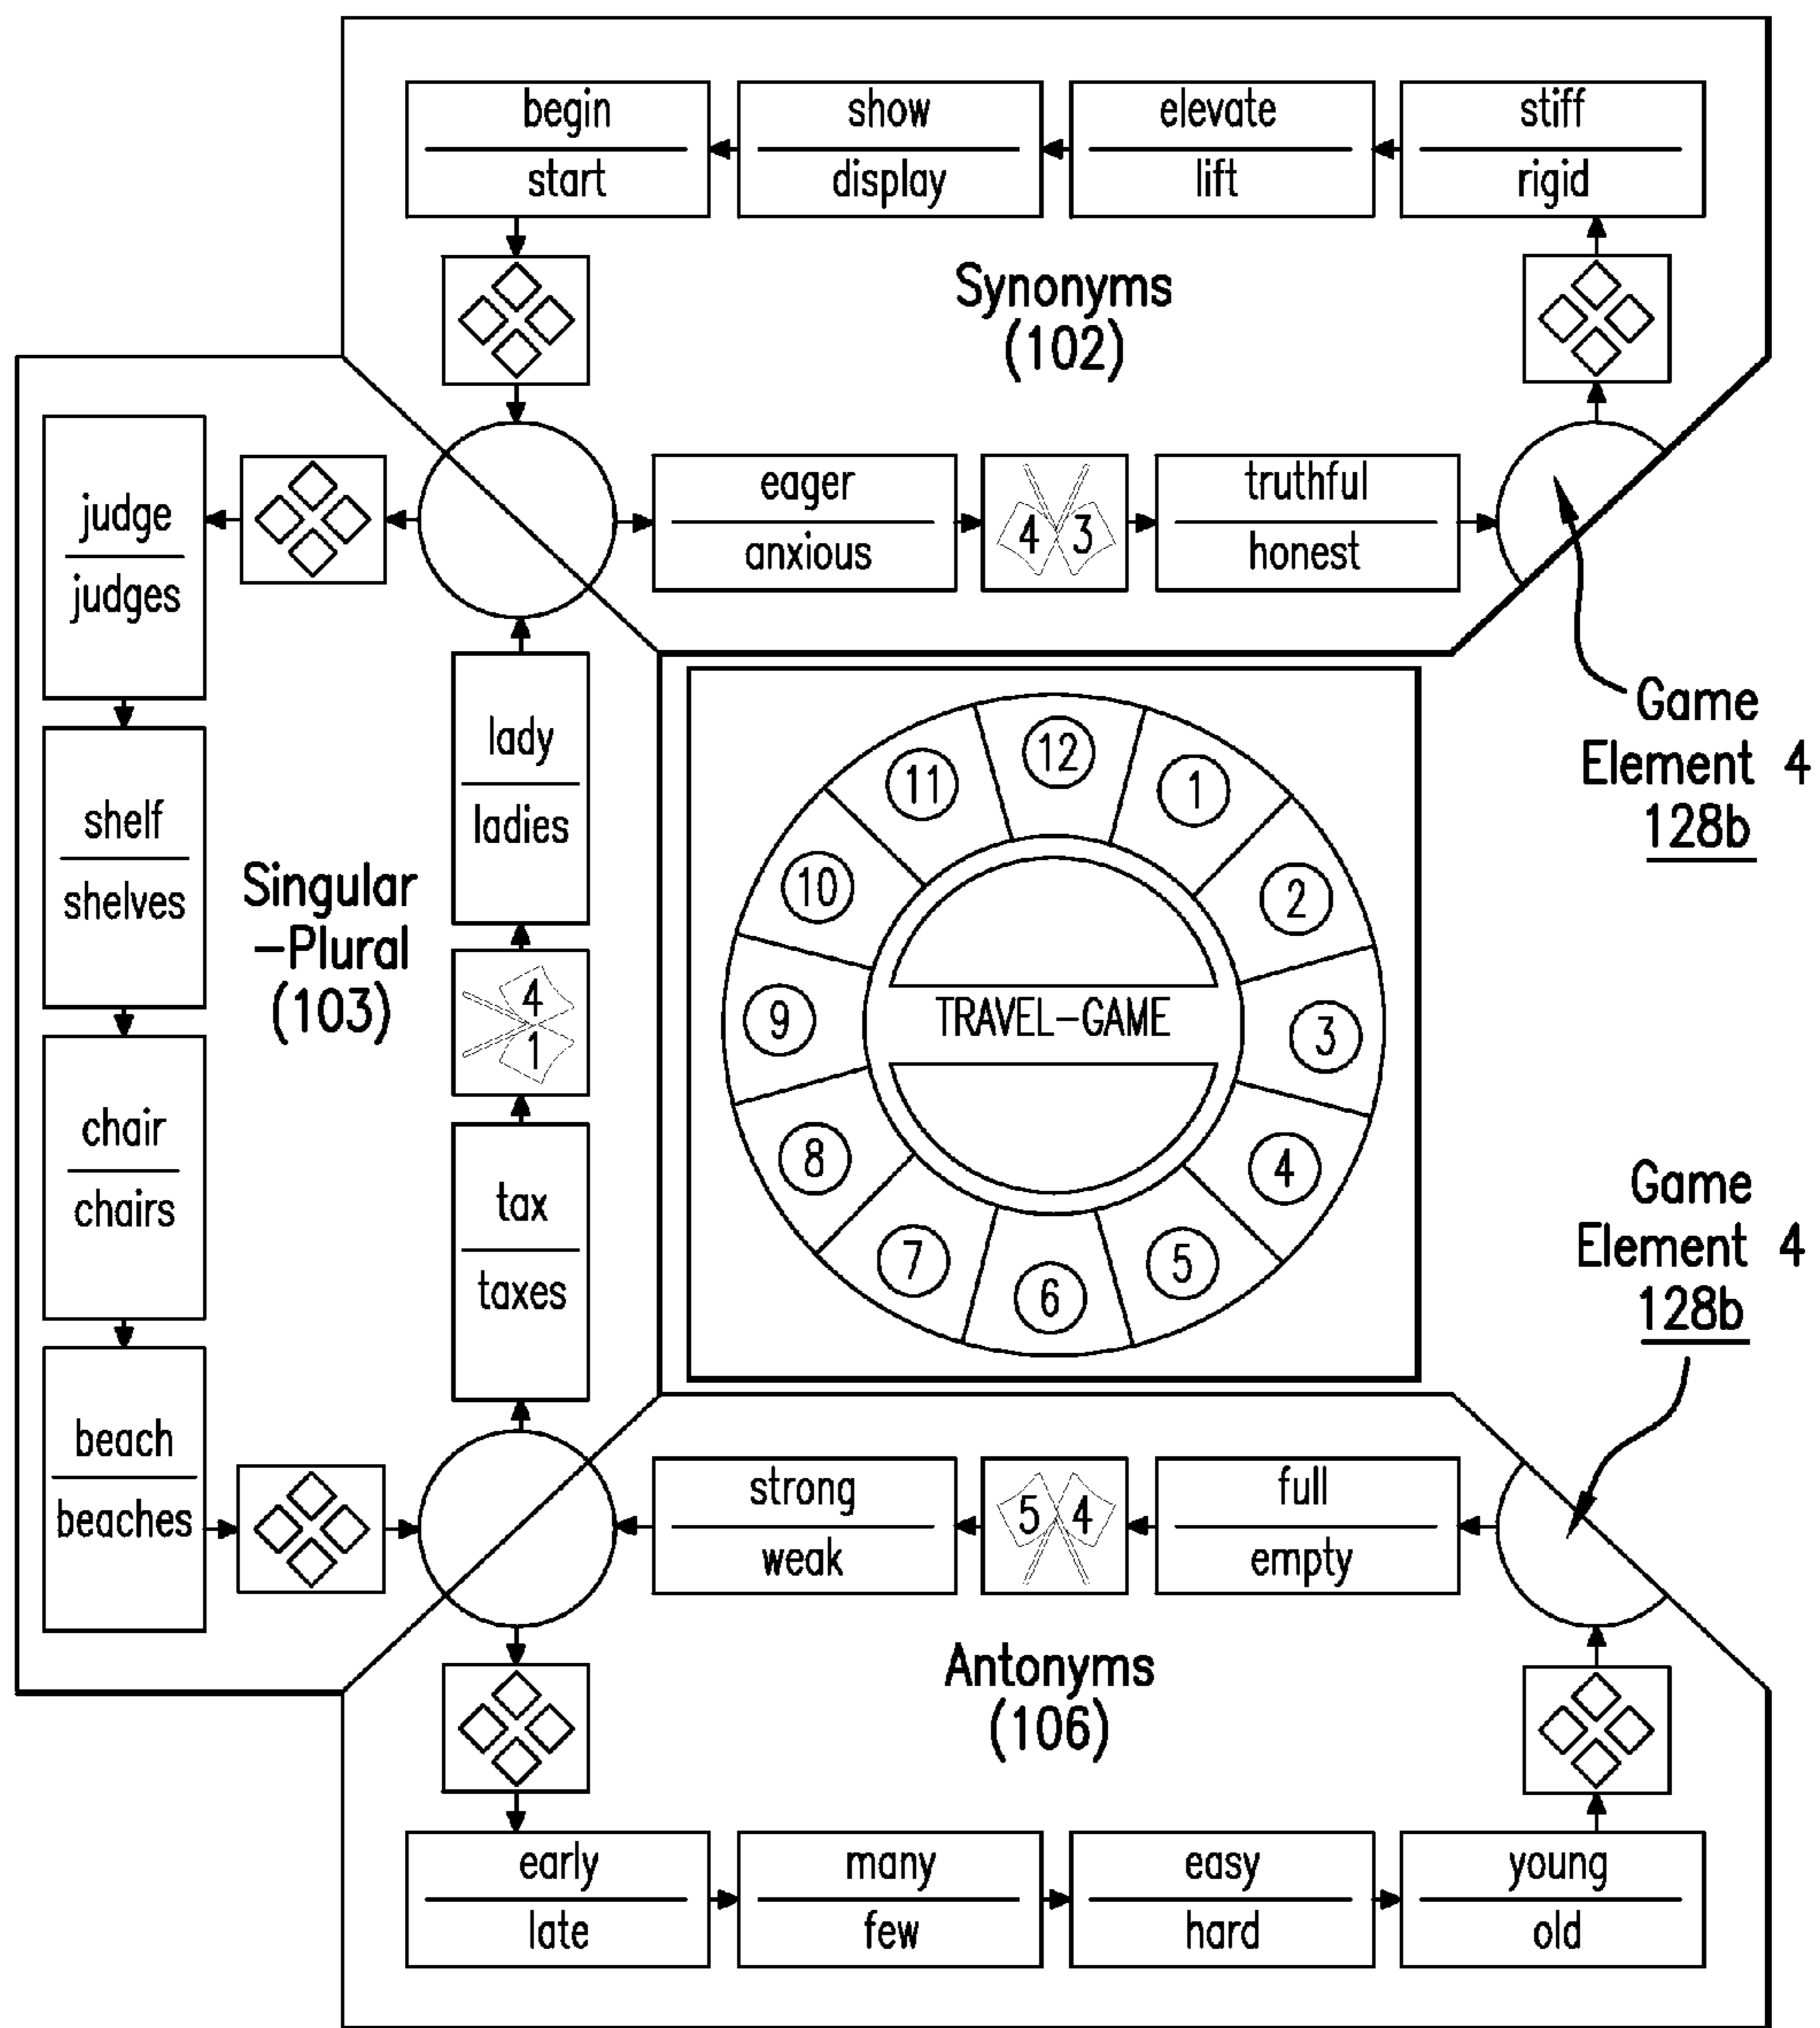 begin
start
show
display
elevate
lift
stiff
rigid
Synonyms
(102)
eager
anxious
4 3
truthful
honest
Game
Element 4
128b
judge
judges
shelf
shelves
chair
chairs
beach
beaches
Singular
-Plural
(103)
lady
ladies
4
1
tax
taxes
12
1
2
3
4
5
6
7
8
9
10
11
TRAVEL-GAME
Game
Element 4
128b
strong
weak
5 4
full
empty
Antonyms
(106)
early
late
many
few
easy
hard
young
old